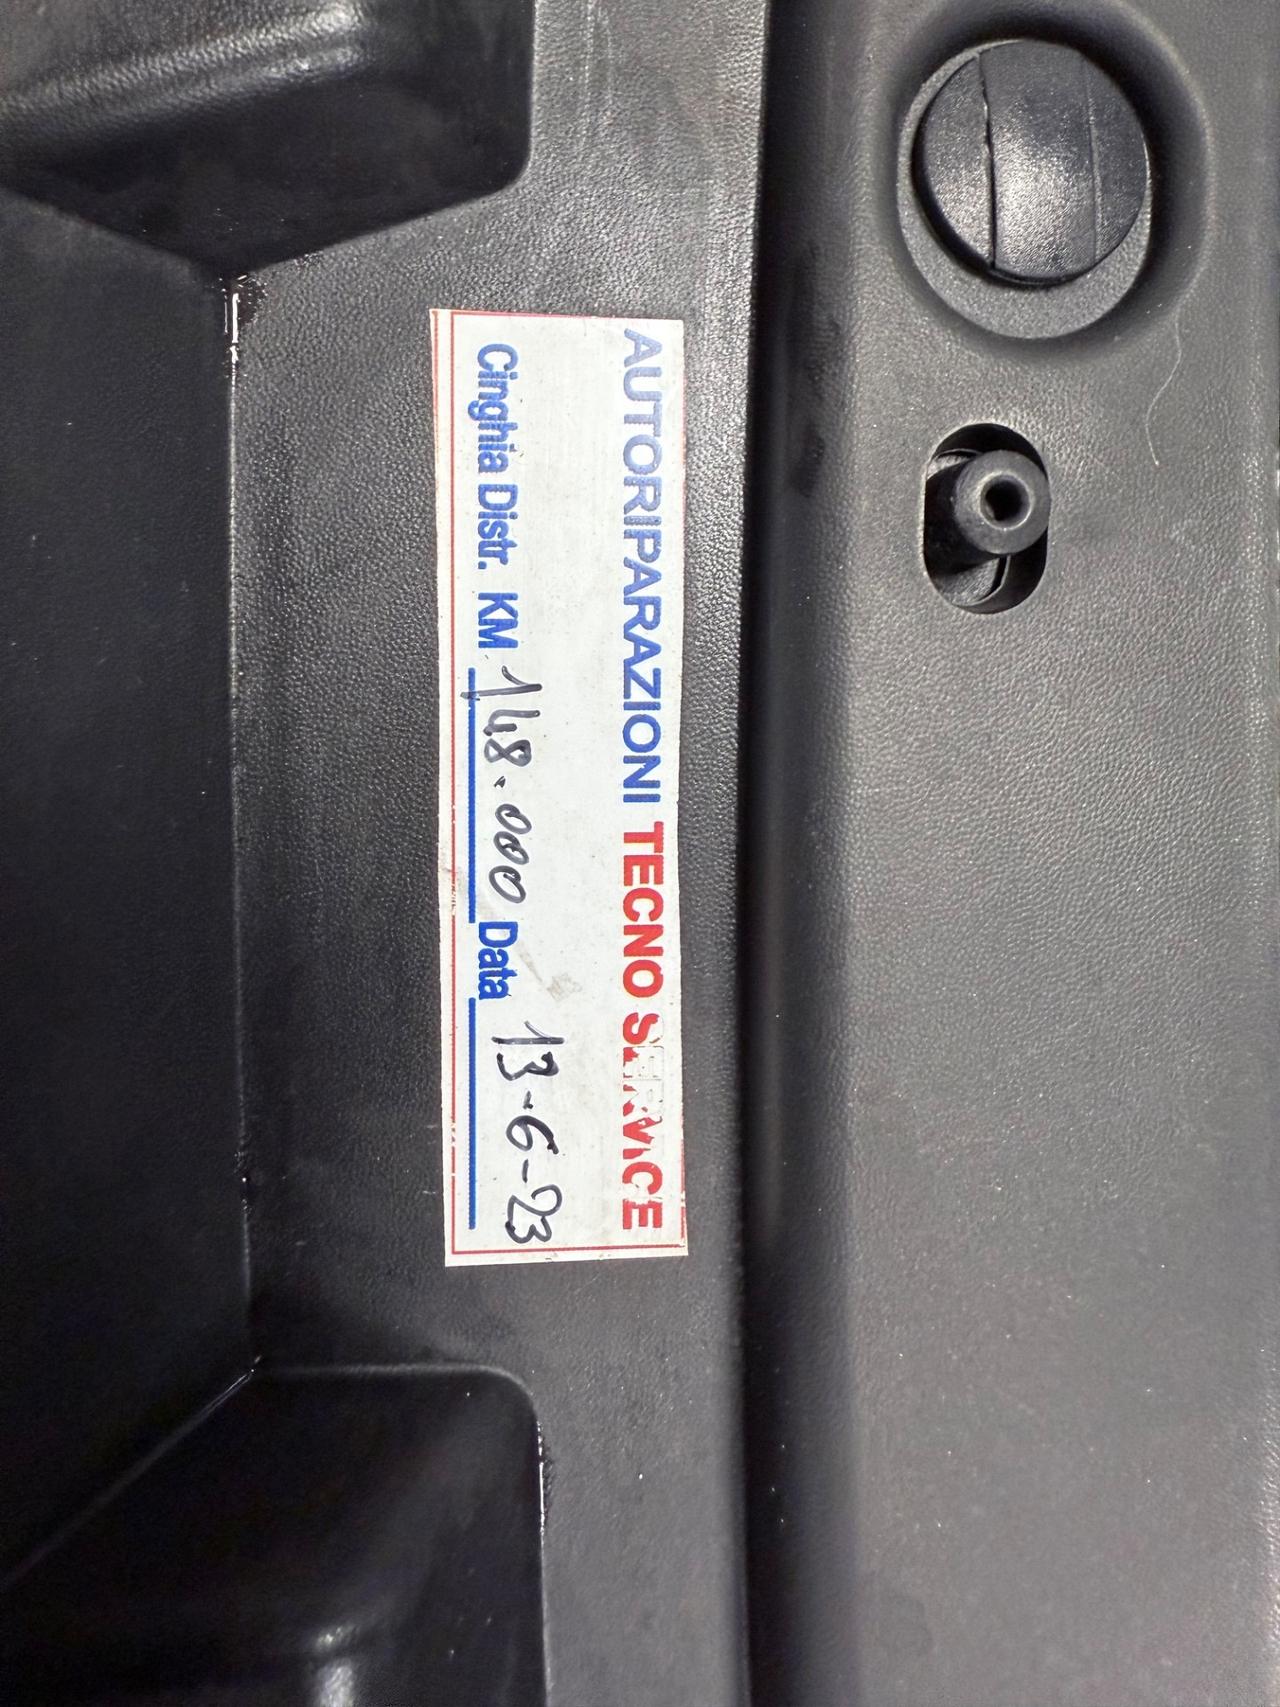 AUTORIPARAZIONI TECNO SERVICE
Cinghia Distr. KM 148.000 Data 13-6-23